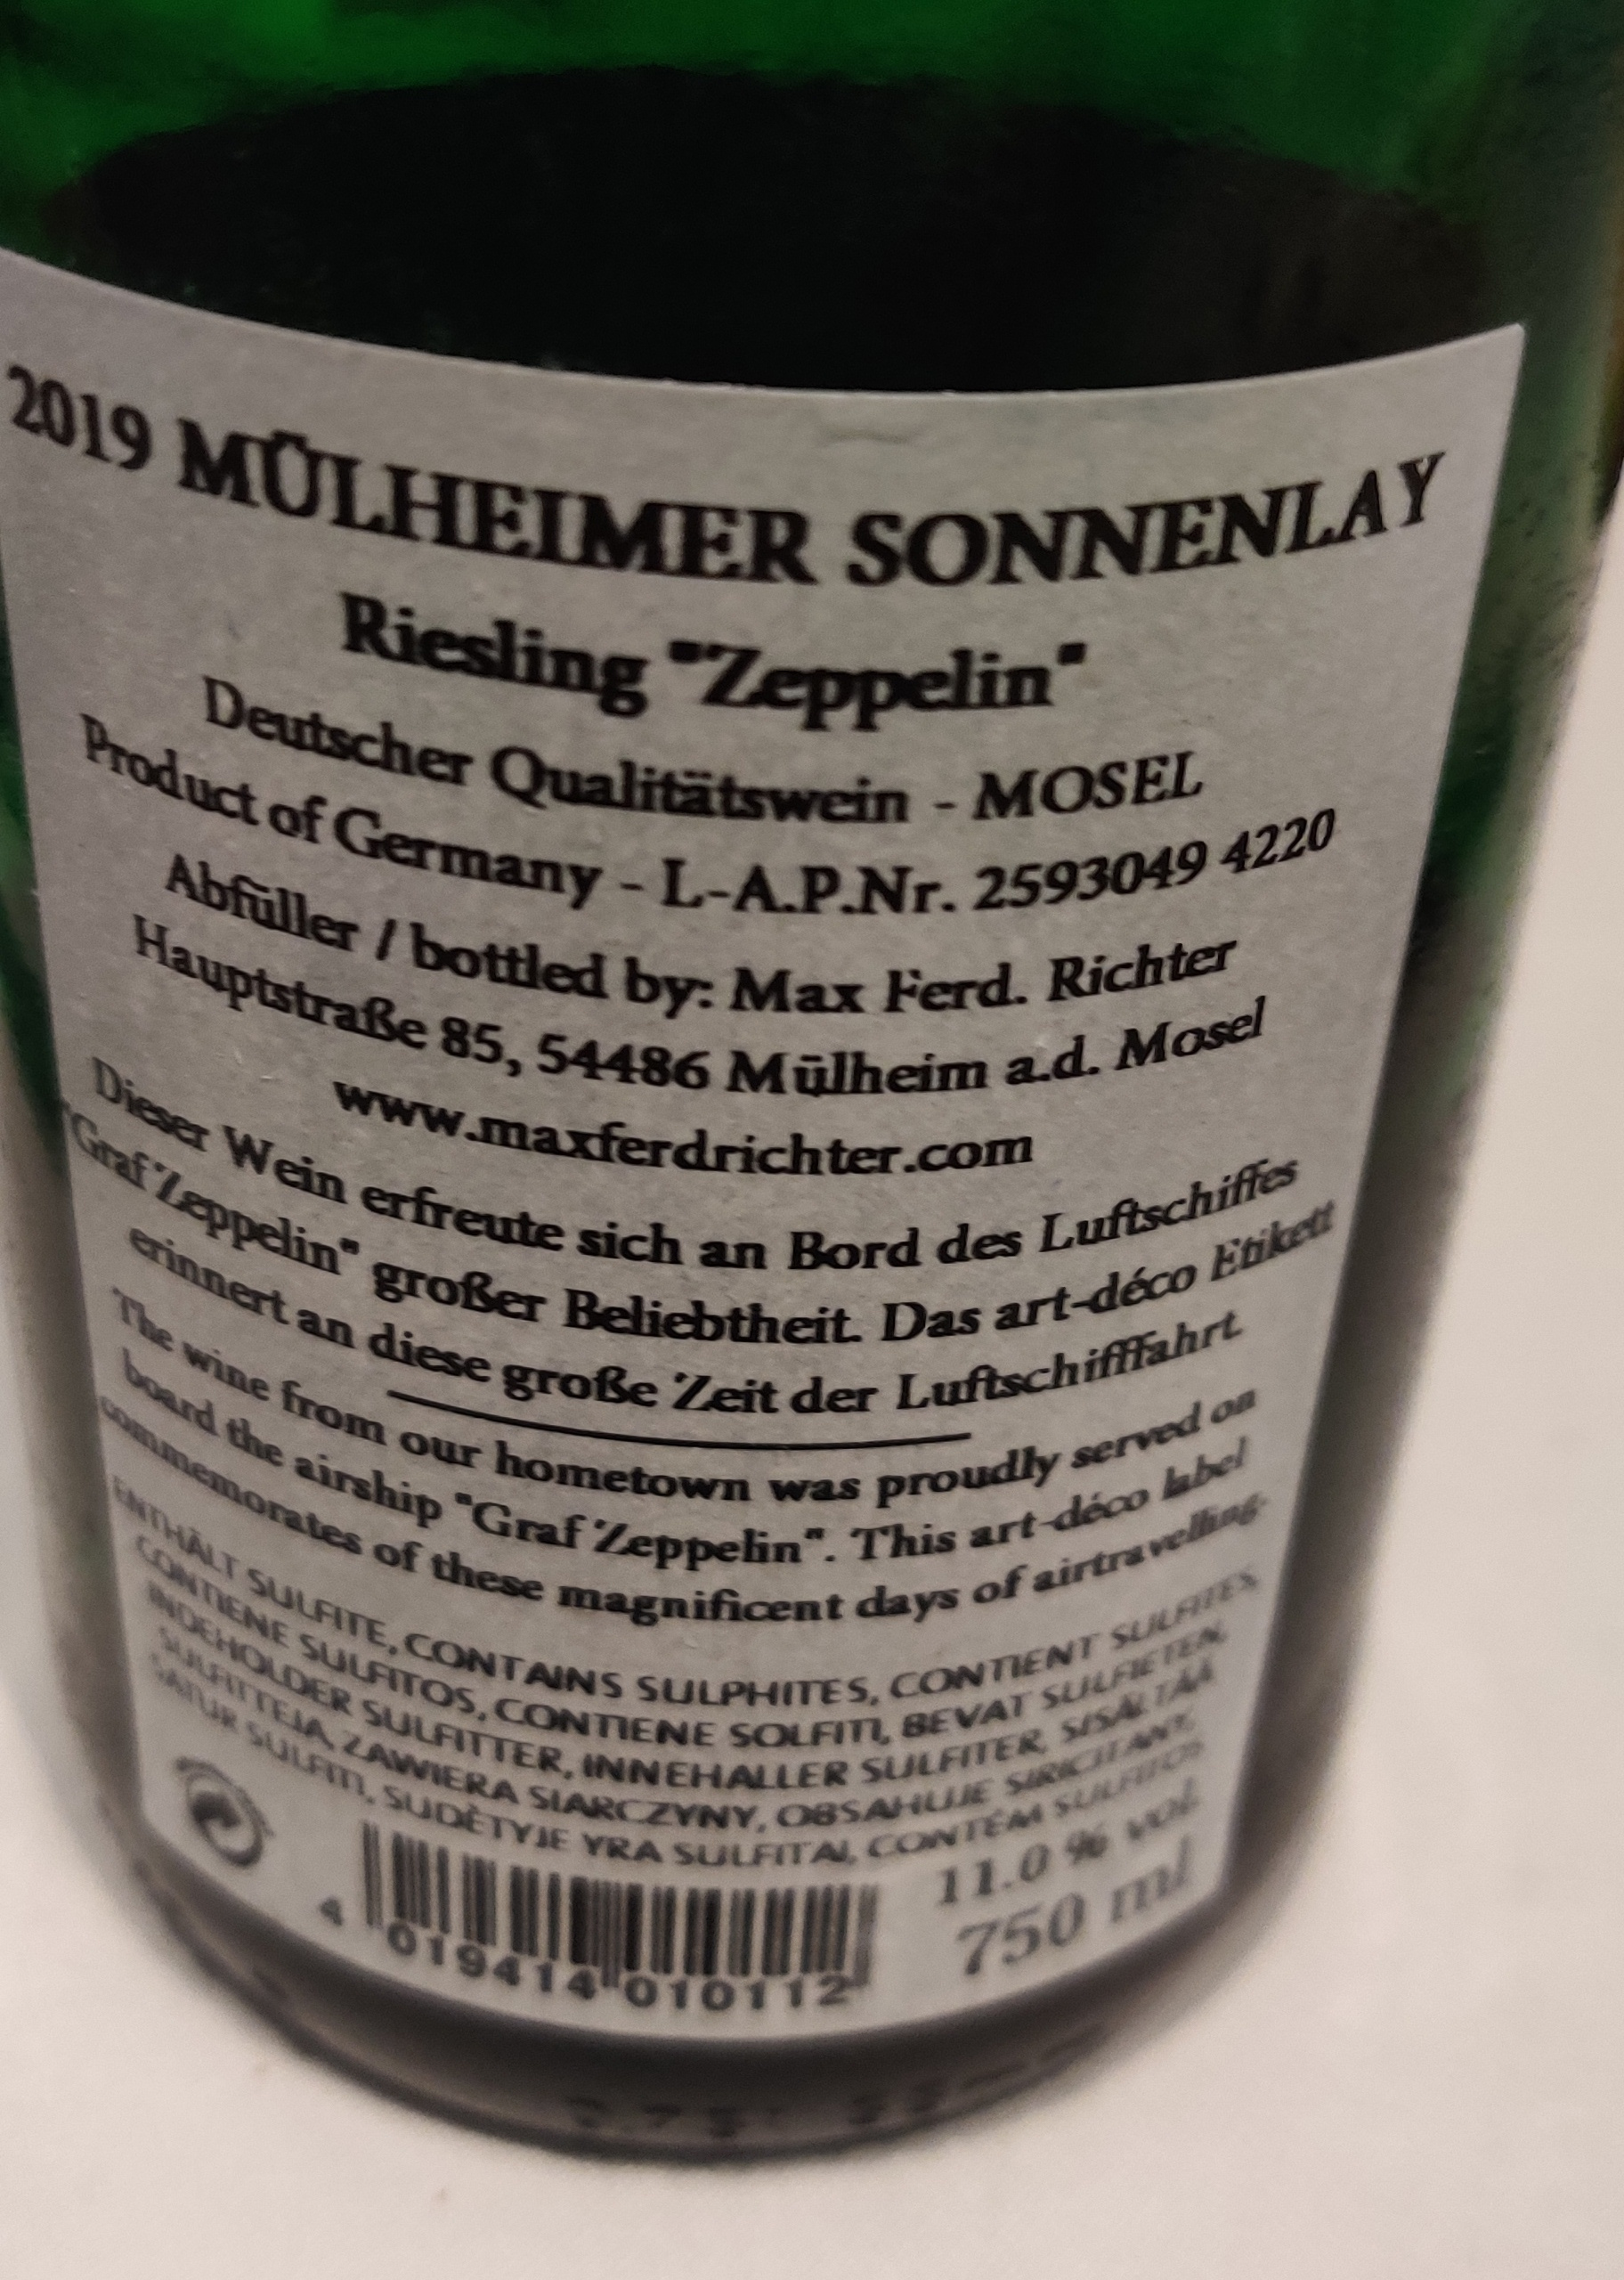 2019 MÜLHEIMER SONNENLAY
Riesling "Zeppelin"
Deutscher Qualitätswein - MOSEL
Product of Germany - L-A.P.Nr. 2593049 4220
Abfüller / bottled by: Max Ferd. Richter
Hauptstraße 85, 54486 Mülheim a.d. Mosel
www.maxferdrichter.com
Dieser Wein erfreute sich an Bord des Luftschiffes
"Graf Zeppelin" großer Beliebtheit. Das art-déco Etikett
erinnert an diese große Zeit der Luftschifffahrt.
The wine from our hometown was proudly served on
board the airship "Graf Zeppelin". This art-déco label
commemorates of these magnificent days of airtravelling.
ENTHÄLT SULFITE, CONTAINS SULPHITES, CONTIENT SULFITES,
CONTIENE SULFITOS, CONTIENE SOLFITI, BEVAT SULFIETEN,
INDEHOLDER SULFITTER, INNEHALLER SULFITER, SISÄLTÄÄ
SULFITTEJA, ZAWIERA SIARCZYNY, OBSAHUJE SIRICITANY,
SATUR SULFITI, SUDĖTYJE YRA SULFITAI, CONTÉM SULFITOS
11.0 % vol.
750 ml
4 019414 010112